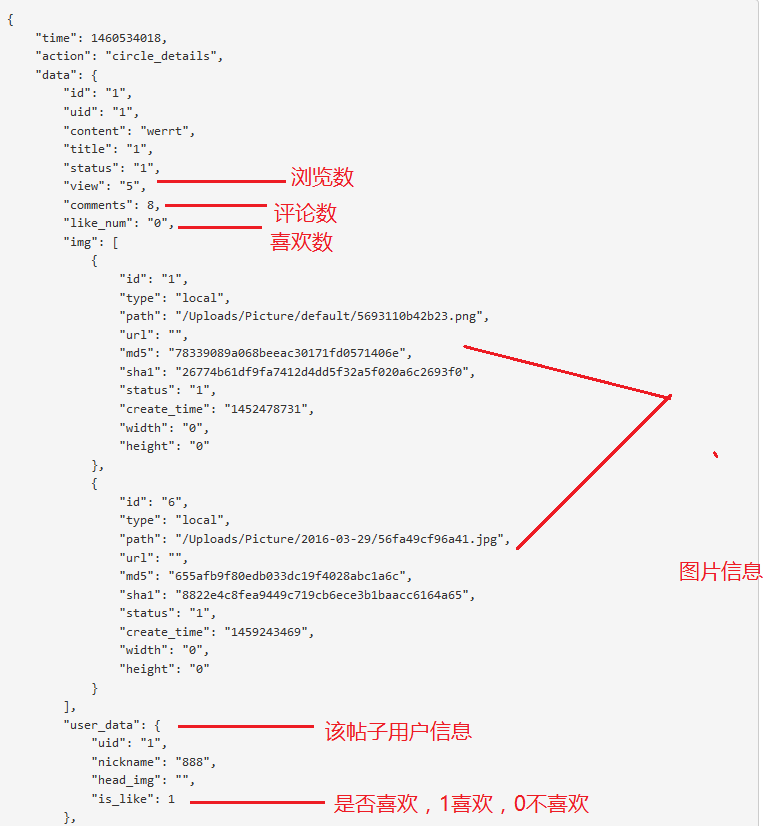 {
"time": 1460534018,
"action": "circle_details",
"data": {
"id": "1",
"uid": "1",
"content": "werrt",
"title": "1",
"status": "1",
"view": "5", 浏览数
"comments": 8, 评论数
"like_num": "0", 喜欢数
"img": [
{
"id": "1",
"type": "local",
"path": "/Uploads/Picture/default/5693110b42b23.png",
"url": "",
"md5": "78339089a068beeac30171fd0571406e",
"sha1": "26774b61df9fa7412d4dd5f32a5f020a6c2693f0",
"status": "1",
"create_time": "1452478731",
"width": "0",
"height": "0"
},
{
"id": "6",
"type": "local",
"path": "/Uploads/Picture/2016-03-29/56fa49cf96a41.jpg",
"url": "",
图片信息
"md5": "655afb9f80edb033dc19f4028abc1a6c",
"sha1": "8822e4c8fea9449c719cb6ece3b1baacc6164a65",
"status": "1",
"create_time": "1459243469",
"width": "0",
"height": "0"
}
],
"user_data": { 该帖子用户信息
"uid": "1",
"nickname": "888",
"head_img": "",
"is_like": 1 是否喜欢，1喜欢，0不喜欢
},